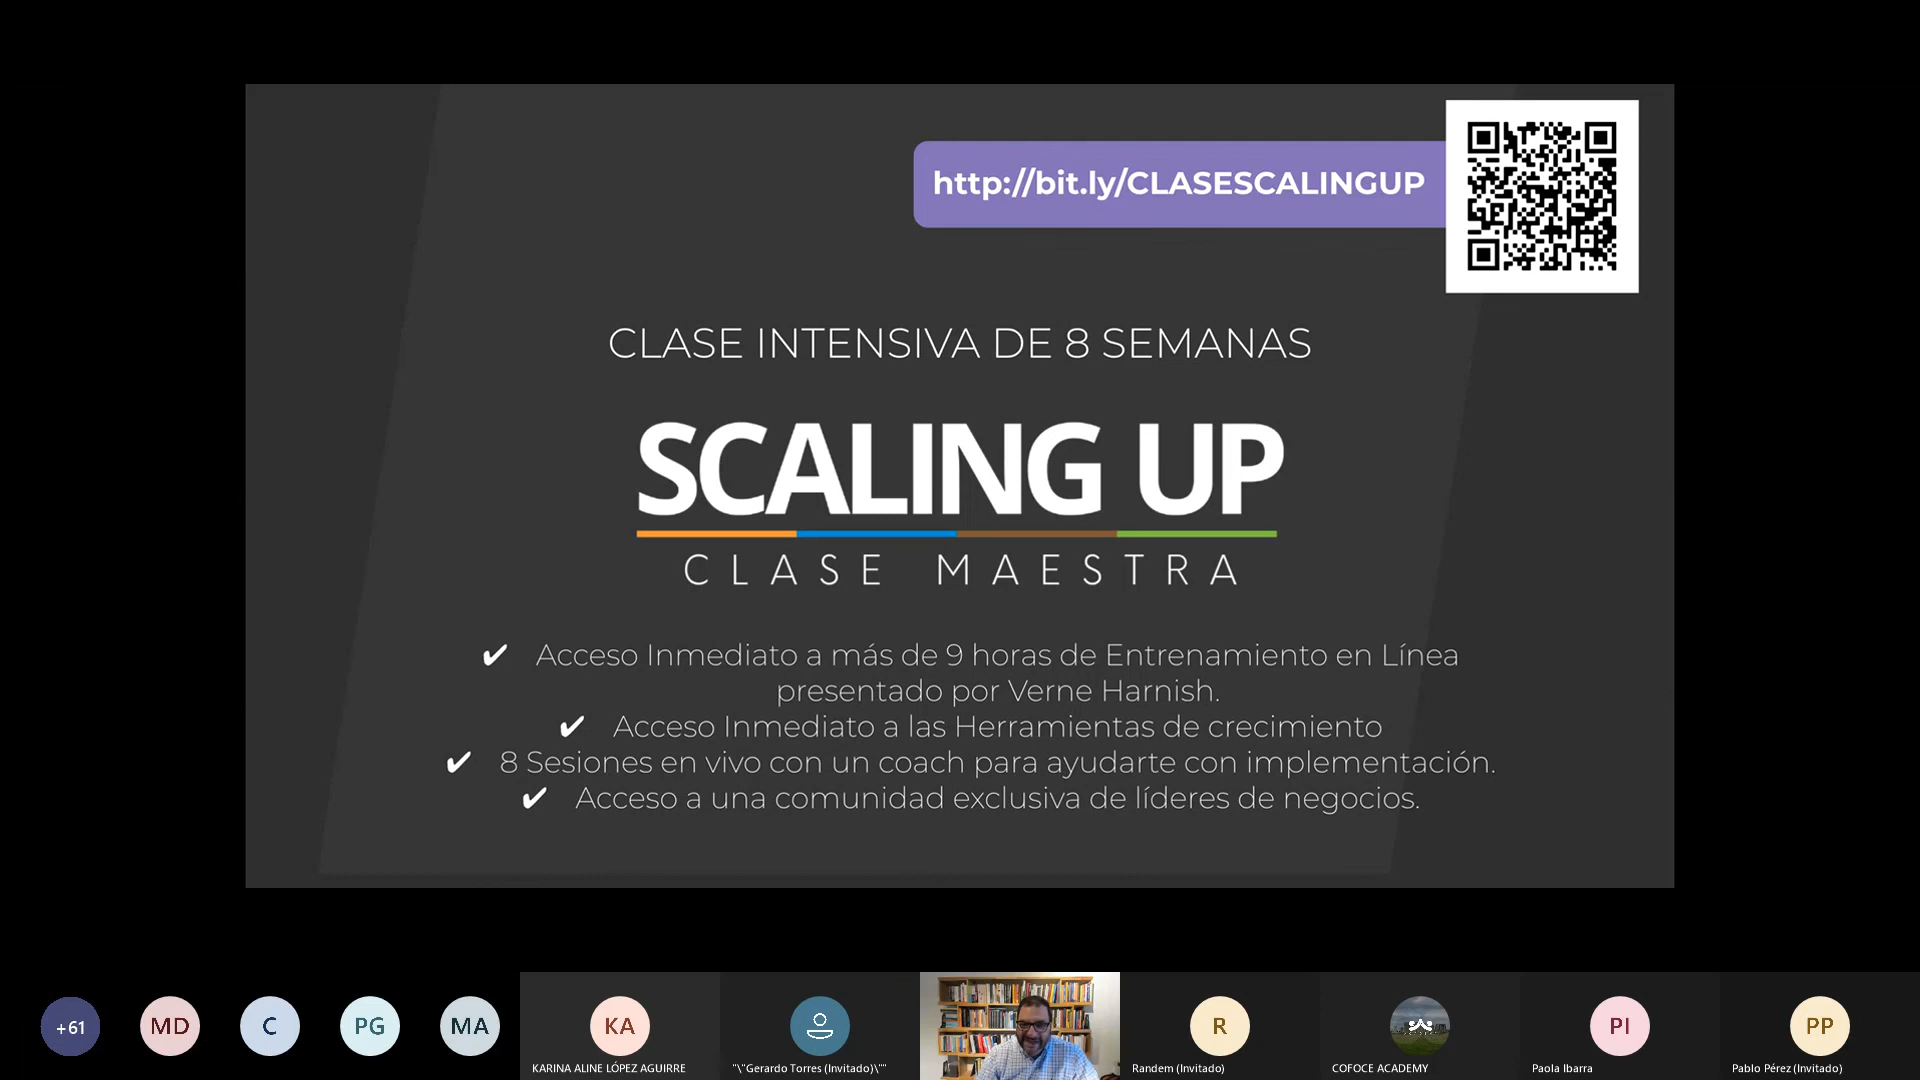 http://bit.ly/CLASESCALINGUP
CLASE INTENSIVA DE 8 SEMANAS
SCALING UP
CLASE MAESTRA
✔ Acceso Inmediato a más de 9 horas de Entrenamiento en Línea
presentado por Verne Harnish.
✔ Acceso Inmediato a las Herramientas de crecimiento
✔ 8 Sesiones en vivo con un coach para ayudarte con implementación.
✔ Acceso a una comunidad exclusiva de líderes de negocios.
+61
MD
C
PG
MA
KA
R
PI
PP
KARINA ALINE LÓPEZ AGUIRRE
"\"Gerardo Torres (Invitado)\""
Randem (Invitado)
COFOCE ACADEMY
Paola Ibarra
Pablo Pérez (Invitado)